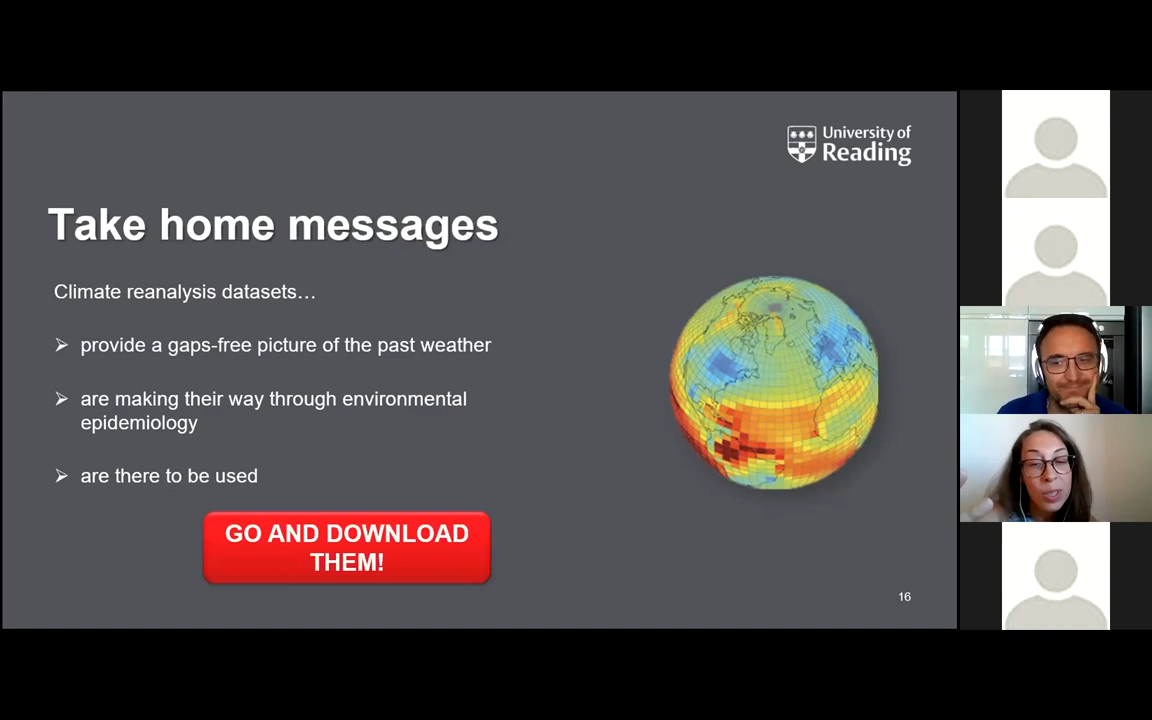 University of
Reading
Take home messages
Climate reanalysis datasets…
➢ provide a gaps-free picture of the past weather
➢ are making their way through environmental
epidemiology
➢ are there to be used
GO AND DOWNLOAD
THEM!
16